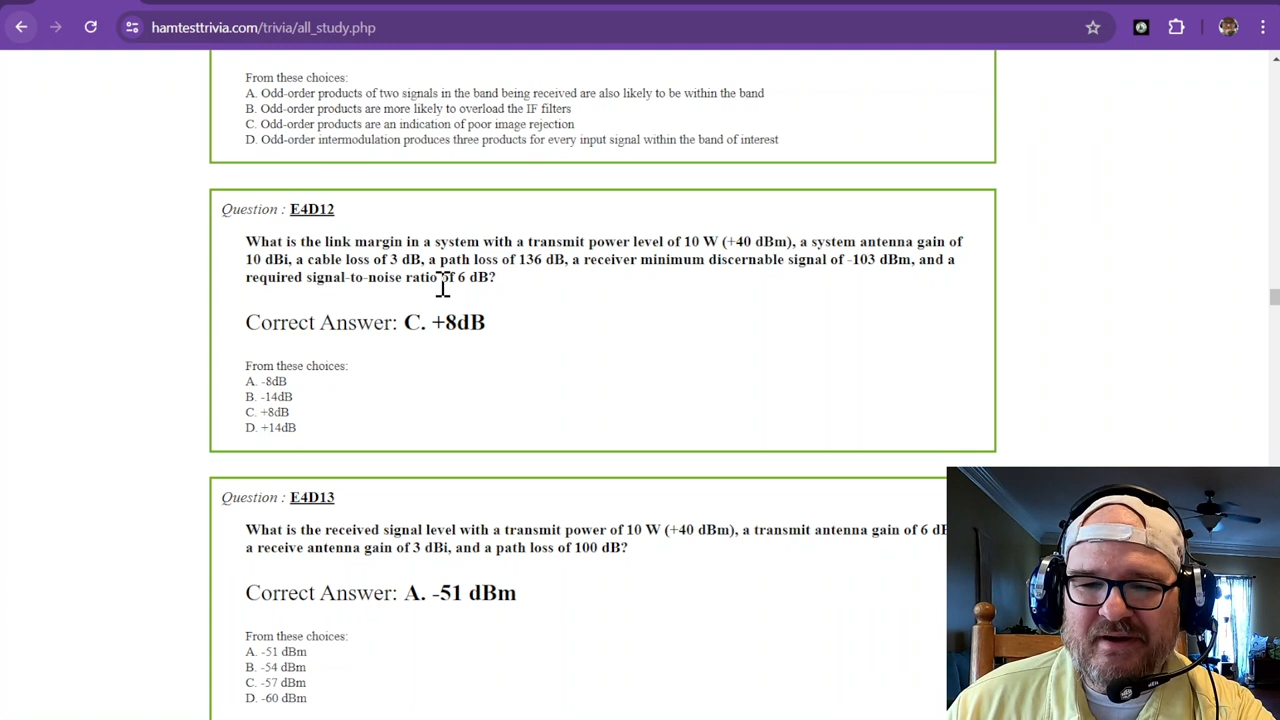 hamtesttrivia.com/trivia/all_study.php
From these choices:
A. Odd-order products of two signals in the band being received are also likely to be within the band
B. Odd-order products are more likely to overload the IF filters
C. Odd-order products are an indication of poor image rejection
D. Odd-order intermodulation produces three products for every input signal within the band of interest
Question : E4D12
What is the link margin in a system with a transmit power level of 10 W (+40 dBm), a system antenna gain of
10 dBi, a cable loss of 3 dB, a path loss of 136 dB, a receiver minimum discernable signal of -103 dBm, and a
required signal-to-noise ratio of 6 dB?
Correct Answer: C. +8dB
From these choices:
A. -8dB
B. -14dB
C. +8dB
D. +14dB
Question : E4D13
What is the received signal level with a transmit power of 10 W (+40 dBm), a transmit antenna gain of 6
a receive antenna gain of 3 dBi, and a path loss of 100 dB?
Correct Answer: A. -51 dBm
From these choices:
A. -51 dBm
B. -54 dBm
C. -57 dBm
D. -60 dBm